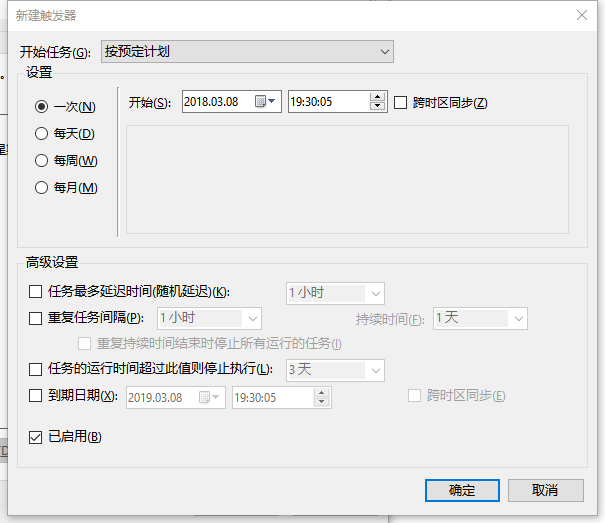 新建触发器
开始任务(G): 按预定计划
设置
一次(N) 开始(S): 2018.03.08 19:30:05 跨时区同步(Z)
每天(D)
每周(W)
每月(M)
高级设置
任务最多延迟时间(随机延迟)(K): 1 小时
重复任务间隔(P): 1 小时 持续时间(F): 1 天
重复持续时间结束时停止所有运行的任务(I)
任务的运行时间超过此值则停止执行(L): 3 天
到期日期(X): 2019.03.08 19:30:05 跨时区同步(E)
已启用(B)
确定 取消